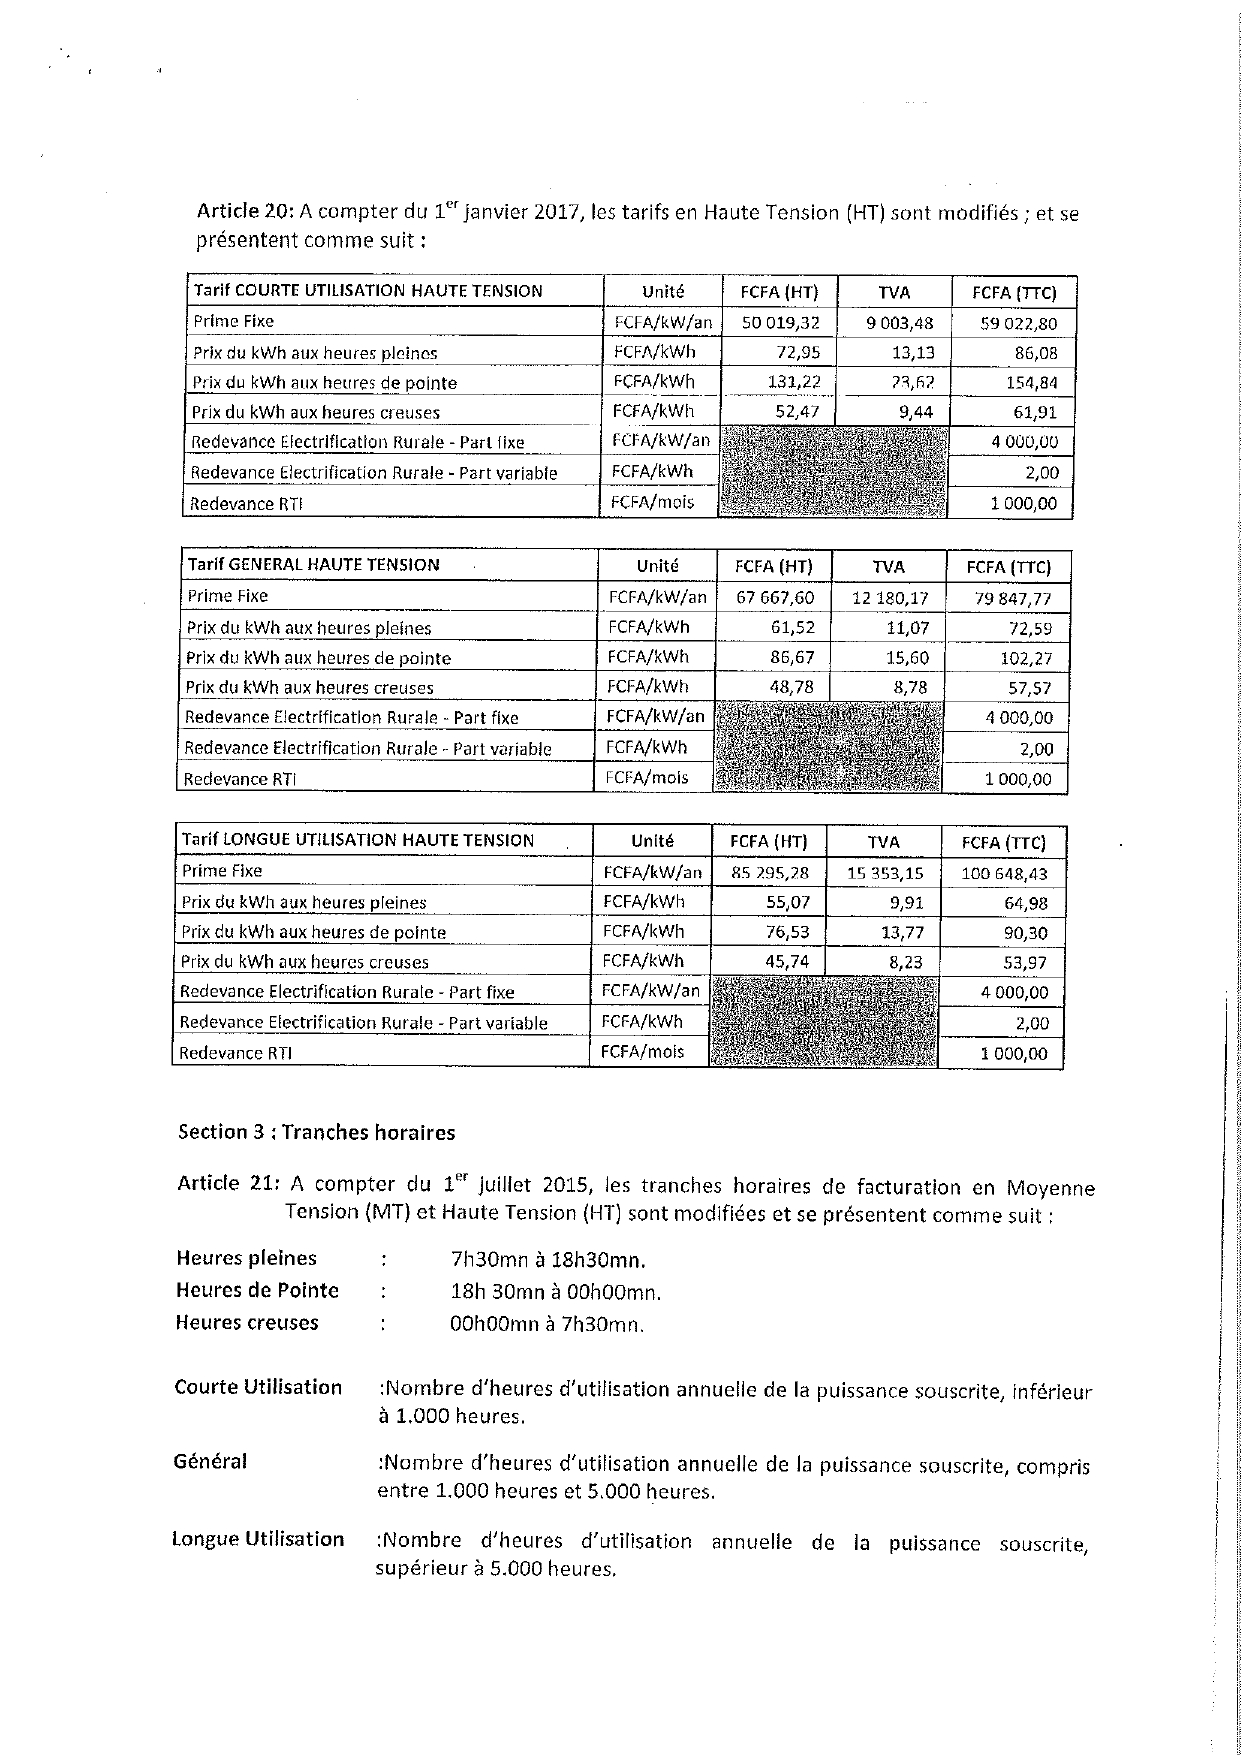 Article 20: A compter du 1er janvier 2017, les tarifs en Haute Tension (HT) sont modifiés ; et se
présentent comme suit :
Tarif COURTE UTILISATION HAUTE TENSION Unité FCFA (HT) TVA FCFA (TTC)
Prime Fixe FCFA/kW/an 50 019,32 9 003,48 59 022,80
Prix du kWh aux heures pleines FCFA/kWh 72,95 13,13 86,08
Prix du kWh aux heures de pointe FCFA/kWh 131,22 23,62 154,84
Prix du kWh aux heures creuses FCFA/kWh 52,47 9,44 61,91
Redevance Electrification Rurale - Part fixe FCFA/kW/an 4 000,00
Redevance Electrification Rurale - Part variable FCFA/kWh 2,00
Redevance RTI FCFA/mois 1 000,00
Tarif GENERAL HAUTE TENSION Unité FCFA (HT) TVA FCFA (TTC)
Prime Fixe FCFA/kW/an 67 667,60 12 180,17 79 847,77
Prix du kWh aux heures pleines FCFA/kWh 61,52 11,07 72,59
Prix du kWh aux heures de pointe FCFA/kWh 86,67 15,60 102,27
Prix du kWh aux heures creuses FCFA/kWh 48,78 8,78 57,57
Redevance Electrification Rurale - Part fixe FCFA/kW/an 4 000,00
Redevance Electrification Rurale - Part variable FCFA/kWh 2,00
Redevance RTI FCFA/mois 1 000,00
Tarif LONGUE UTILISATION HAUTE TENSION Unité FCFA (HT) TVA FCFA (TTC)
Prime Fixe FCFA/kW/an 85 295,28 15 353,15 100 648,43
Prix du kWh aux heures pleines FCFA/kWh 55,07 9,91 64,98
Prix du kWh aux heures de pointe FCFA/kWh 76,53 13,77 90,30
Prix du kWh aux heures creuses FCFA/kWh 45,74 8,23 53,97
Redevance Electrification Rurale - Part fixe FCFA/kW/an 4 000,00
Redevance Electrification Rurale - Part variable FCFA/kWh 2,00
Redevance RTI FCFA/mois 1 000,00
Section 3 : Tranches horaires
Article 21: A compter du 1er juillet 2015, les tranches horaires de facturation en Moyenne
Tension (MT) et Haute Tension (HT) sont modifiées et se présentent comme suit :
Heures pleines : 7h30mn à 18h30mn.
Heures de Pointe : 18h 30mn à 00h00mn.
Heures creuses : 00h00mn à 7h30mn.
Courte Utilisation :Nombre d'heures d'utilisation annuelle de la puissance souscrite, inférieur
à 1.000 heures.
Général :Nombre d'heures d'utilisation annuelle de la puissance souscrite, compris
entre 1.000 heures et 5.000 heures.
Longue Utilisation :Nombre d'heures d'utilisation annuelle de la puissance souscrite,
supérieur à 5.000 heures.